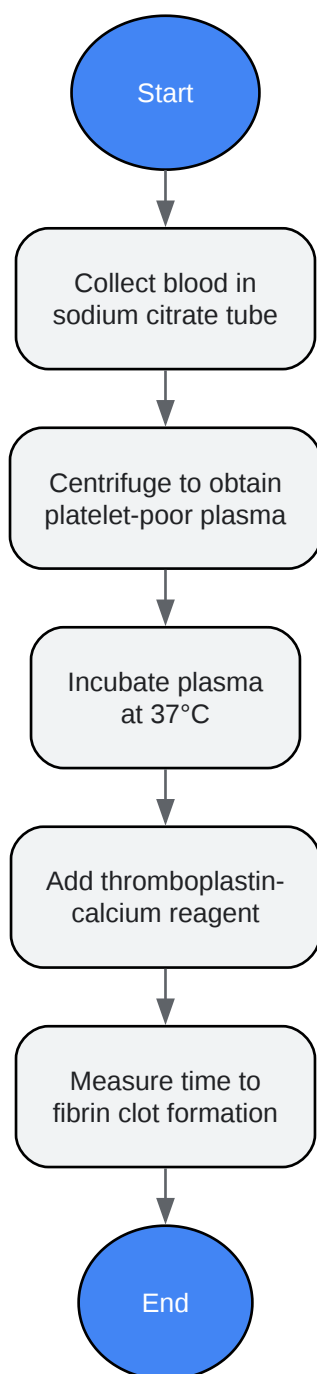 Start
Collect blood in
sodium citrate tube
Centrifuge to obtain
platelet-poor plasma
Incubate plasma
at 37°C
Add thromboplastin-
calcium reagent
Measure time to
fibrin clot formation
End